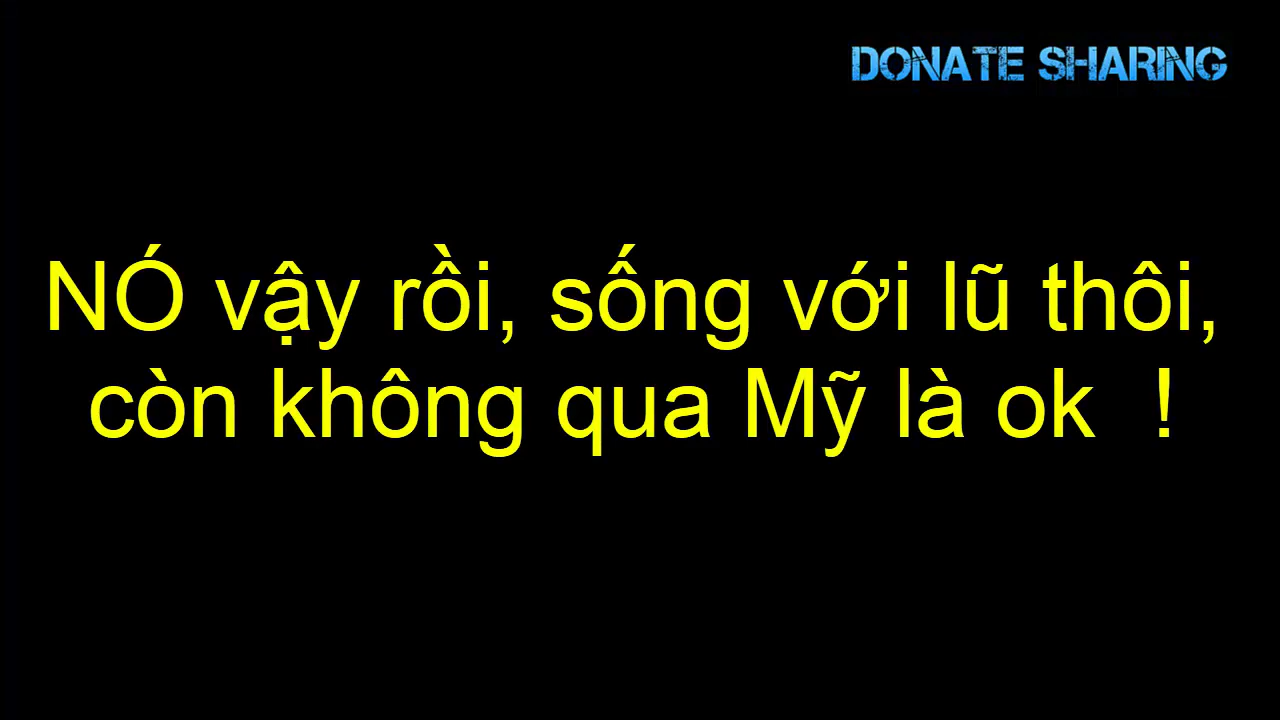 DONATE SHARING
NÓ vậy rồi, sống với lũ thôi,
còn không qua Mỹ là ok !